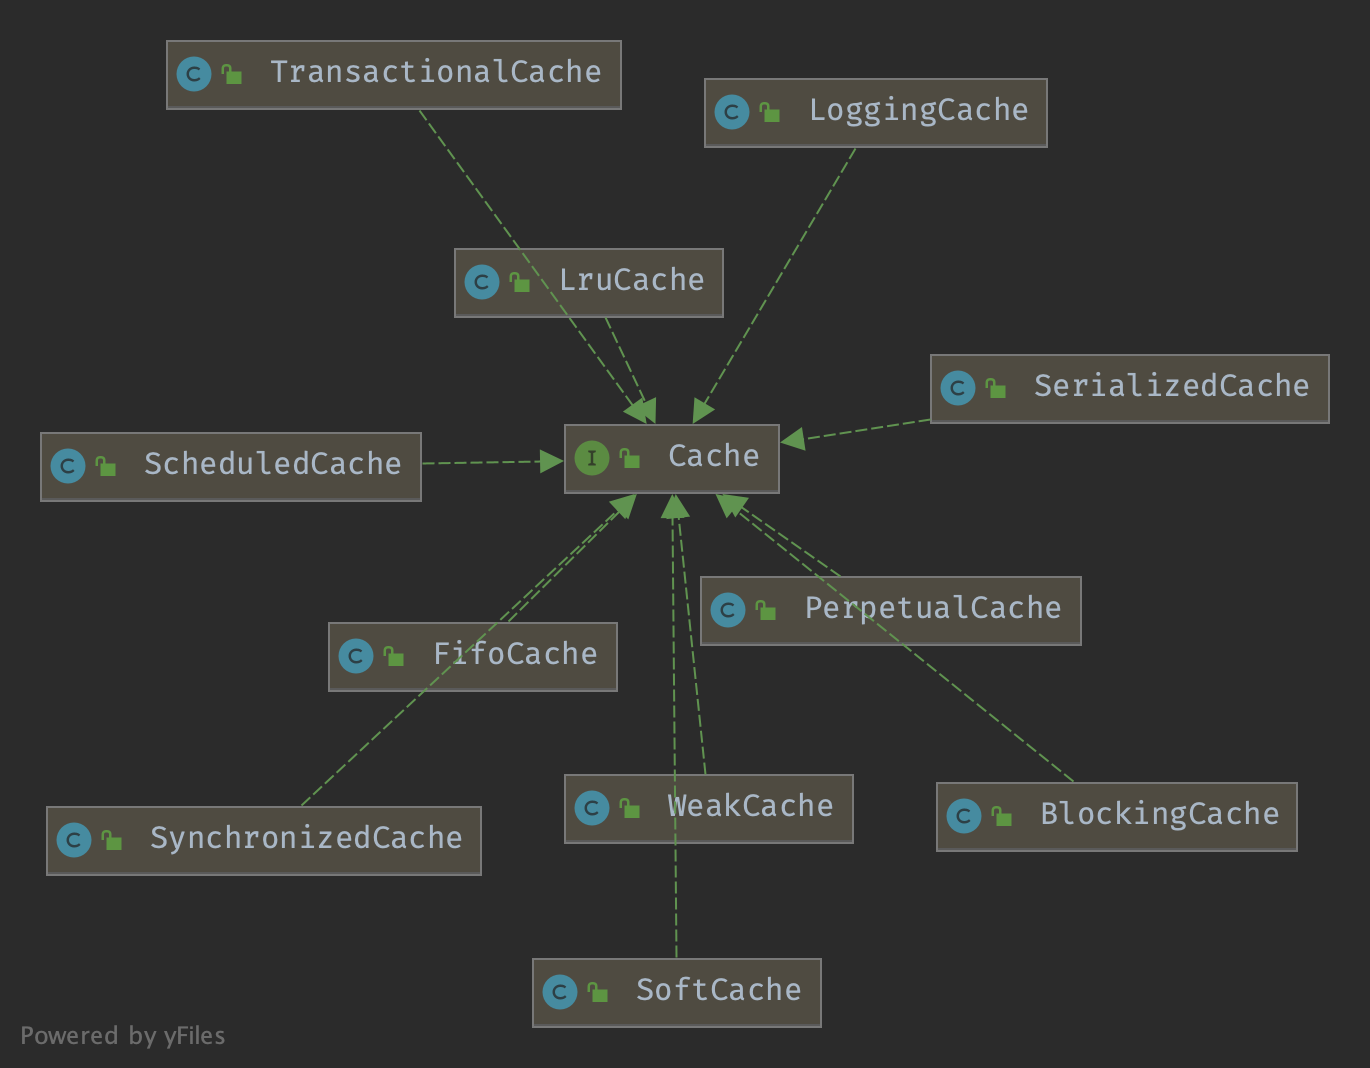 C TransactionalCache
C LoggingCache
C LruCache
C SerializedCache
C ScheduledCache
I Cache
C PerpetualCache
C FifoCache
C WeakCache
C BlockingCache
C SynchronizedCache
C SoftCache
Powered by yFiles